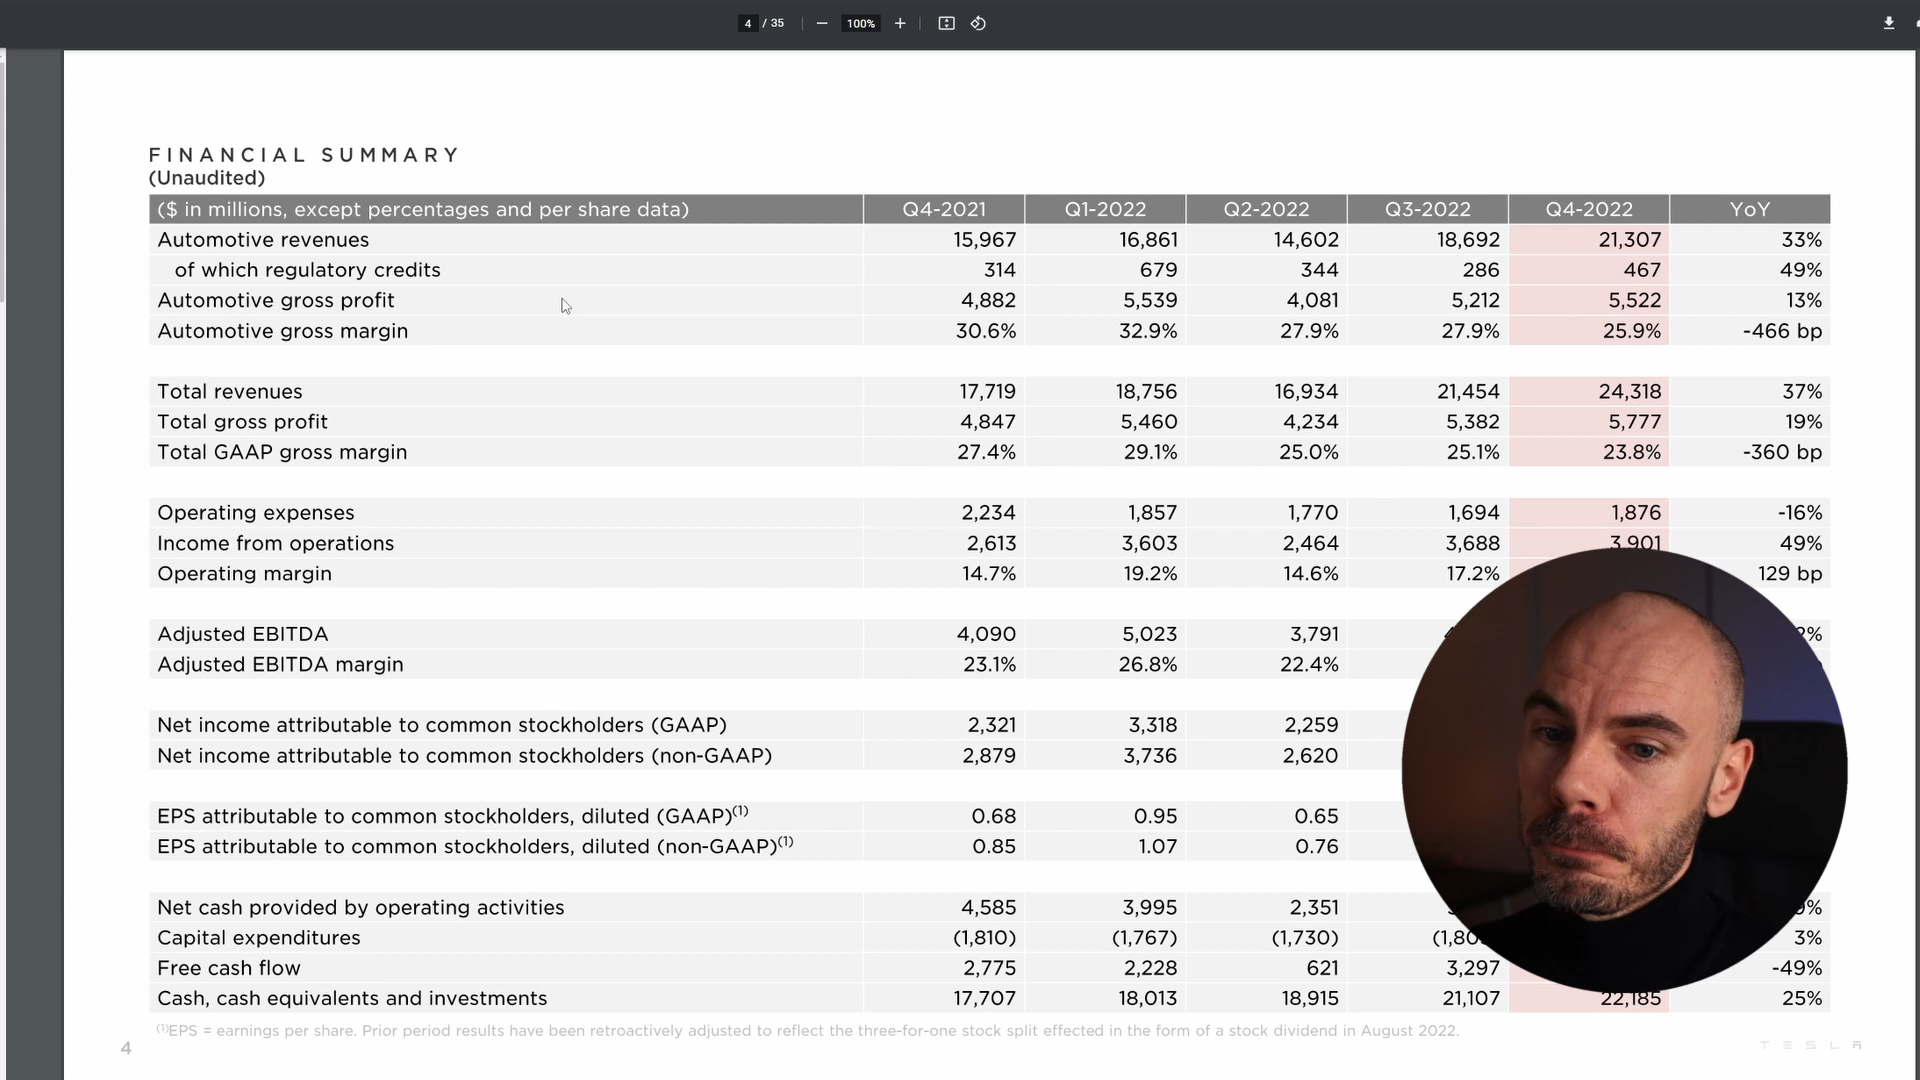 4 / 35 100%
FINANCIAL SUMMARY
(Unaudited)
($ in millions, except percentages and per share data) Q4-2021 Q1-2022 Q2-2022 Q3-2022 Q4-2022 YoY
Automotive revenues 15,967 16,861 14,602 18,692 21,307 33%
of which regulatory credits 314 679 344 286 467 49%
Automotive gross profit 4,882 5,539 4,081 5,212 5,522 13%
Automotive gross margin 30.6% 32.9% 27.9% 27.9% 25.9% -466 bp
Total revenues 17,719 18,756 16,934 21,454 24,318 37%
Total gross profit 4,847 5,460 4,234 5,382 5,777 19%
Total GAAP gross margin 27.4% 29.1% 25.0% 25.1% 23.8% -360 bp
Operating expenses 2,234 1,857 1,770 1,694 1,876 -16%
Income from operations 2,613 3,603 2,464 3,688 3,901 49%
Operating margin 14.7% 19.2% 14.6% 17.2% 129 bp
Adjusted EBITDA 4,090 5,023 3,791
Adjusted EBITDA margin 23.1% 26.8% 22.4%
Net income attributable to common stockholders (GAAP) 2,321 3,318 2,259
Net income attributable to common stockholders (non-GAAP) 2,879 3,736 2,620
EPS attributable to common stockholders, diluted (GAAP)(1) 0.68 0.95 0.65
EPS attributable to common stockholders, diluted (non-GAAP)(1) 0.85 1.07 0.76
Net cash provided by operating activities 4,585 3,995 2,351
Capital expenditures (1,810) (1,767) (1,730) 3%
Free cash flow 2,775 2,228 621 3,297 -49%
Cash, cash equivalents and investments 17,707 18,013 18,915 21,107 22,185 25%
(1)EPS = earnings per share. Prior period results have been retroactively adjusted to reflect the three-for-one stock split effected in the form of a stock dividend in August 2022.
4 TESLA